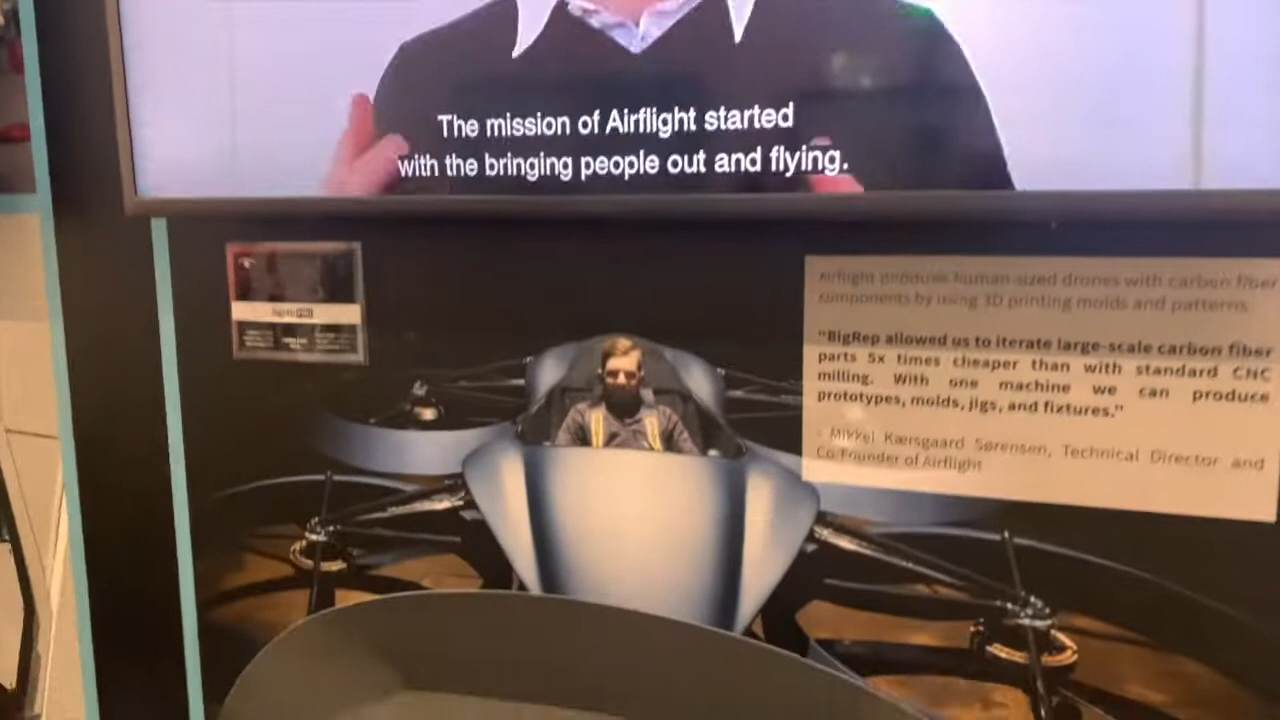 The mission of Airflight started
with the bringing people out and flying.
Airflight produces human-sized drones with carbon fiber
components by using 3D printing molds and patterns
"BigRep allowed us to iterate large-scale carbon fiber
parts 5x times cheaper than with standard CNC
milling. With one machine we can produce
prototypes, molds, jigs, and fixtures."
- Mikkel Kærsgaard Sørensen, Technical Director and
Co-Founder of Airflight